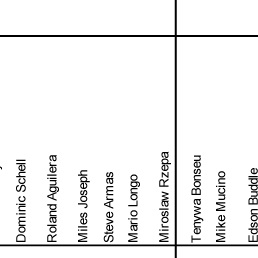 Dominic Schell
Roland Aguilera
Miles Joseph
Steve Armas
Mario Longo
Miroslaw Rzepa
Tenywa Bonseu
Mike Mucino
Edson Buddle